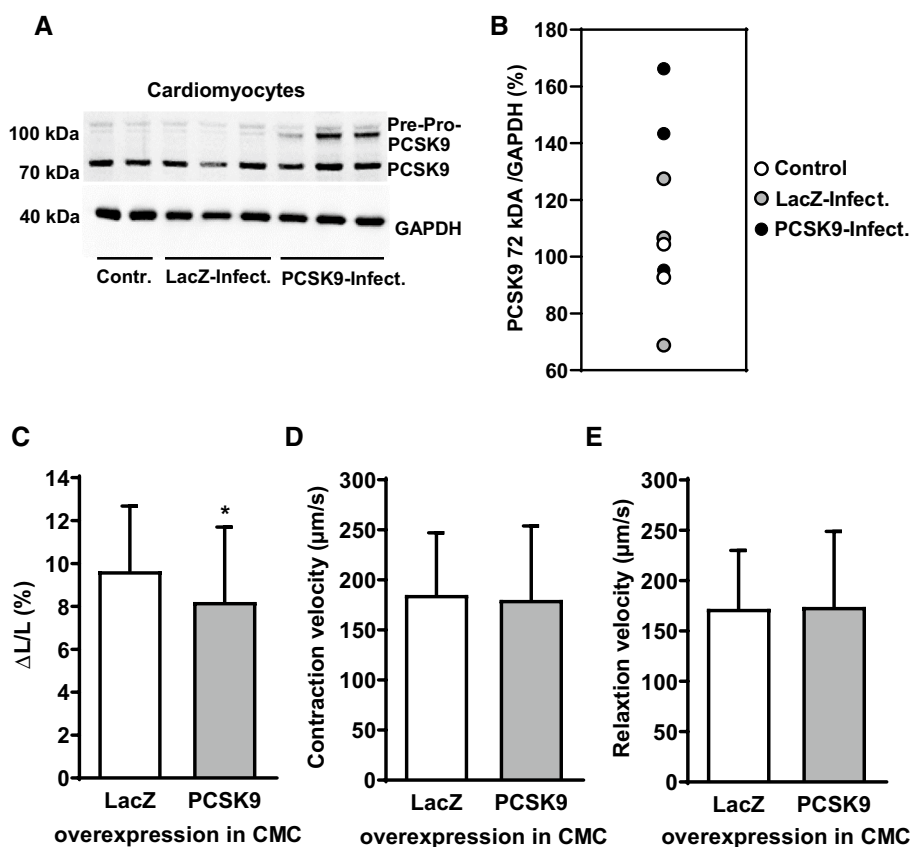 A
Cardiomyocytes
100 kDa
70 kDa
40 kDa
Pre-Pro-
PCSK9
PCSK9
GAPDH
Contr. LacZ-Infect. PCSK9-Infect.
B
PCSK9 72 kDA /GAPDH (%)
180
160
140
120
100
80
60
Control
LacZ-Infect.
PCSK9-Infect.
C
ΔL/L (%)
14
12
10
8
6
4
2
0
*
LacZ PCSK9
overexpression in CMC
D
Contraction velocity (µm/s)
300
250
200
150
100
50
0
LacZ PCSK9
overexpression in CMC
E
Relaxtion velocity (µm/s)
300
250
200
150
100
50
0
LacZ PCSK9
overexpression in CMC